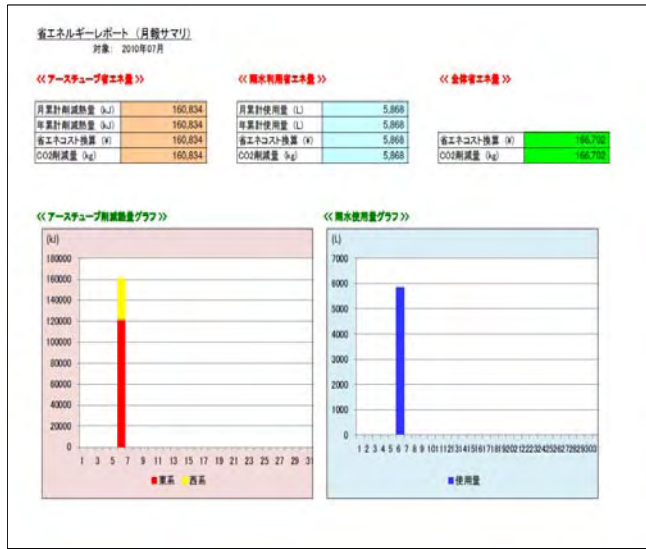 省エネルギーレポート （月報サマリ）
対象： 2010年07月
≪アースチューブ省エネ量≫
≪雨水利用省エネ量≫
≪全体省エネ量≫
月累計削減熱量 (kJ) 160,834
年累計削減熱量 (kJ) 160,834
省エネコスト換算 (¥) 160,834
CO2削減量 (kg) 160,834
月累計使用量 (L) 5,868
年累計使用量 (L) 5,868
省エネコスト換算 (¥) 5,868
CO2削減量 (kg) 5,868
省エネコスト換算 (¥) 166,702
CO2削減量 (kg) 166,702
≪アースチューブ削減熱量グラフ≫
(kJ)
180000
160000
140000
120000
100000
80000
60000
40000
20000
0
1 3 5 7 9 11 13 15 17 19 21 23 25 27 29 31
■東系 ■西系
≪雨水使用量グラフ≫
(L)
7000
6000
5000
4000
3000
2000
1000
0
1 2 3 4 5 6 7 8 9 1011121314151617181920212223242526272829303
■使用量